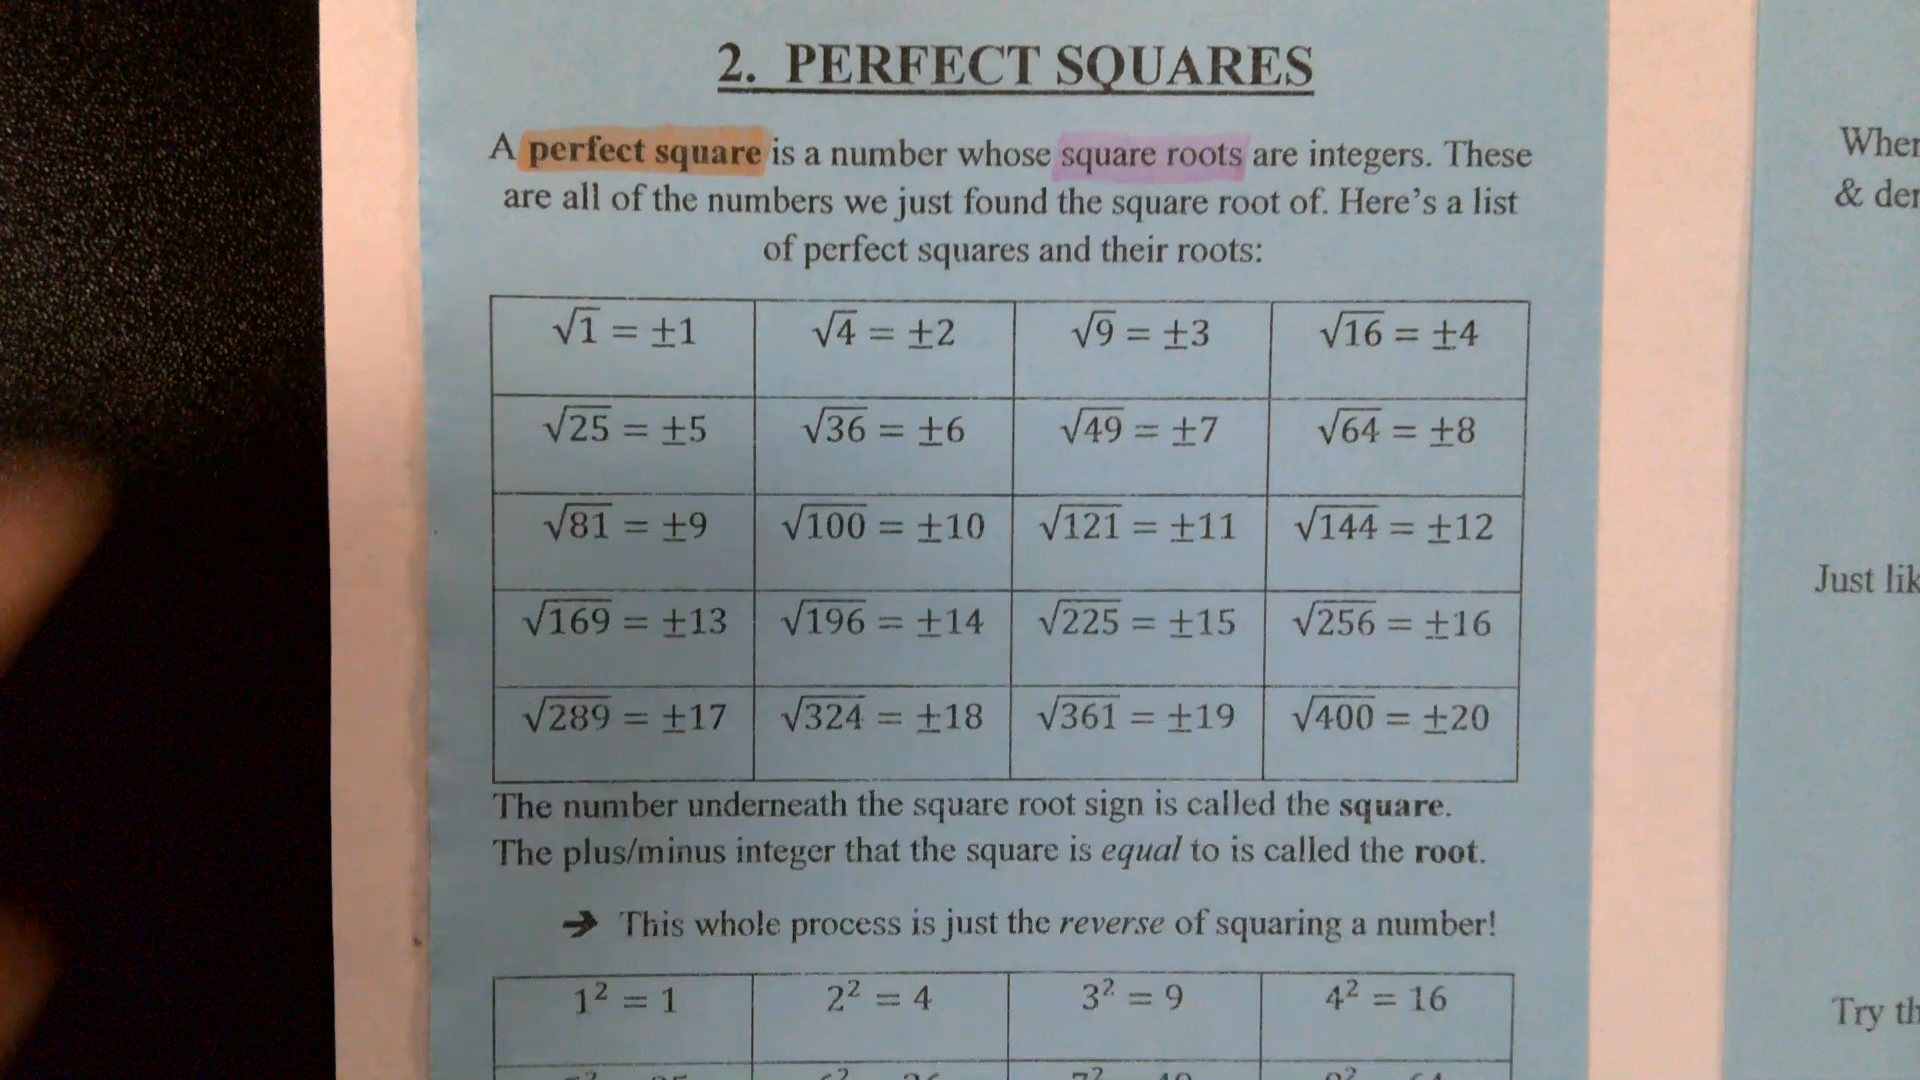 2. PERFECT SQUARES
A perfect square is a number whose square roots are integers. These
are all of the numbers we just found the square root of. Here's a list
of perfect squares and their roots:
√1 = ±1 √4 = ±2 √9 = ±3 √16 = ±4
√25 = ±5 √36 = ±6 √49 = ±7 √64 = ±8
√81 = ±9 √100 = ±10 √121 = ±11 √144 = ±12
√169 = ±13 √196 = ±14 √225 = ±15 √256 = ±16
√289 = ±17 √324 = ±18 √361 = ±19 √400 = ±20
The number underneath the square root sign is called the square.
The plus/minus integer that the square is equal to is called the root.
➔ This whole process is just the reverse of squaring a number!
1² = 1 2² = 4 3² = 9 4² = 16
&
Just
Try